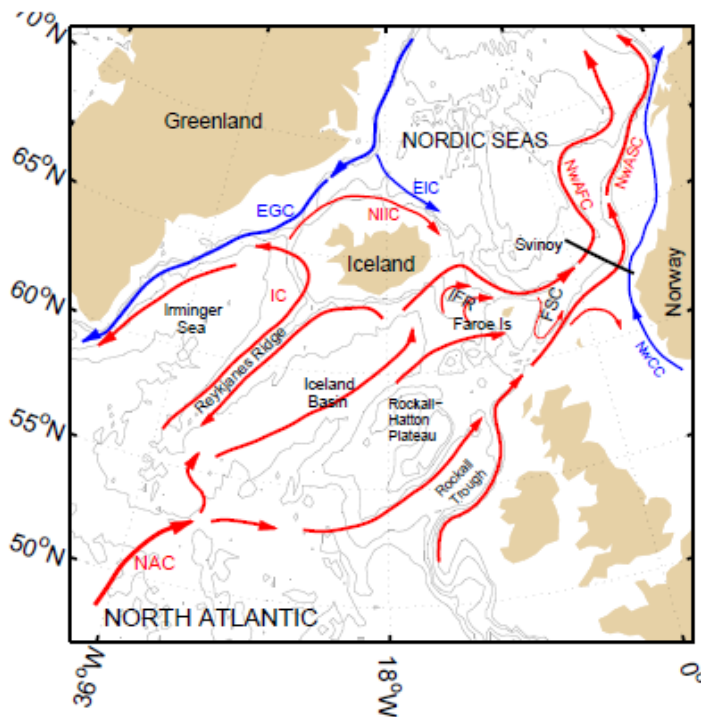 70°N
Greenland
NORDIC SEAS
65°N
NwAFC
NwASC
EGC
EIC
NIIC
Svinoy
Iceland
60°N
IC
Irminger
Sea
IFR
FSC
Faroe Is
Norway
Reykjanes Ridge
NwCC
Iceland
Basin
Rockall-
Hatton
Plateau
55°N
Rockall
Trough
50°N
NAC
NORTH ATLANTIC
36°W
18°W
0°